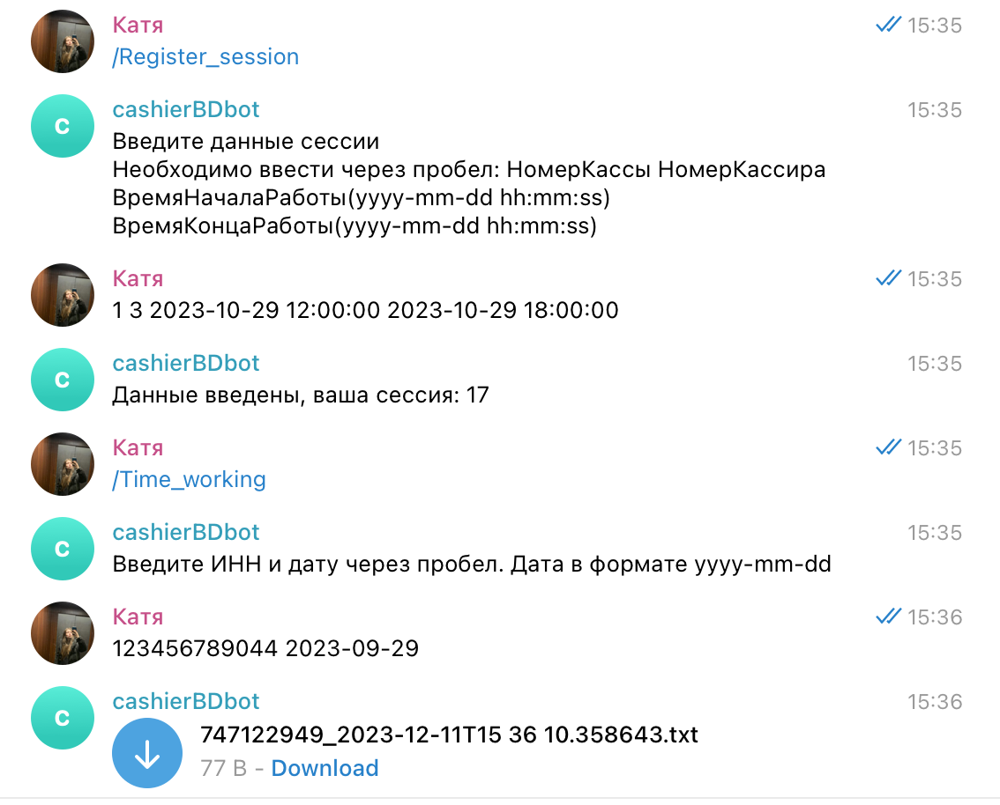 Катя 15:35
/Register_session
C
cashierBDbot 15:35
Введите данные сессии
Необходимо ввести через пробел: НомерКассы НомерКассира
ВремяНачалаРаботы(yyyy-mm-dd hh:mm:ss)
ВремяКонцаРаботы(yyyy-mm-dd hh:mm:ss)
Катя 15:35
1 3 2023-10-29 12:00:00 2023-10-29 18:00:00
C
cashierBDbot 15:35
Данные введены, ваша сессия: 17
Катя 15:35
/Time_working
C
cashierBDbot 15:35
Введите ИНН и дату через пробел. Дата в формате yyyy-mm-dd
Катя 15:36
123456789044 2023-09-29
C
cashierBDbot 15:36
747122949_2023-12-11T15 36 10.358643.txt
77 B - Download